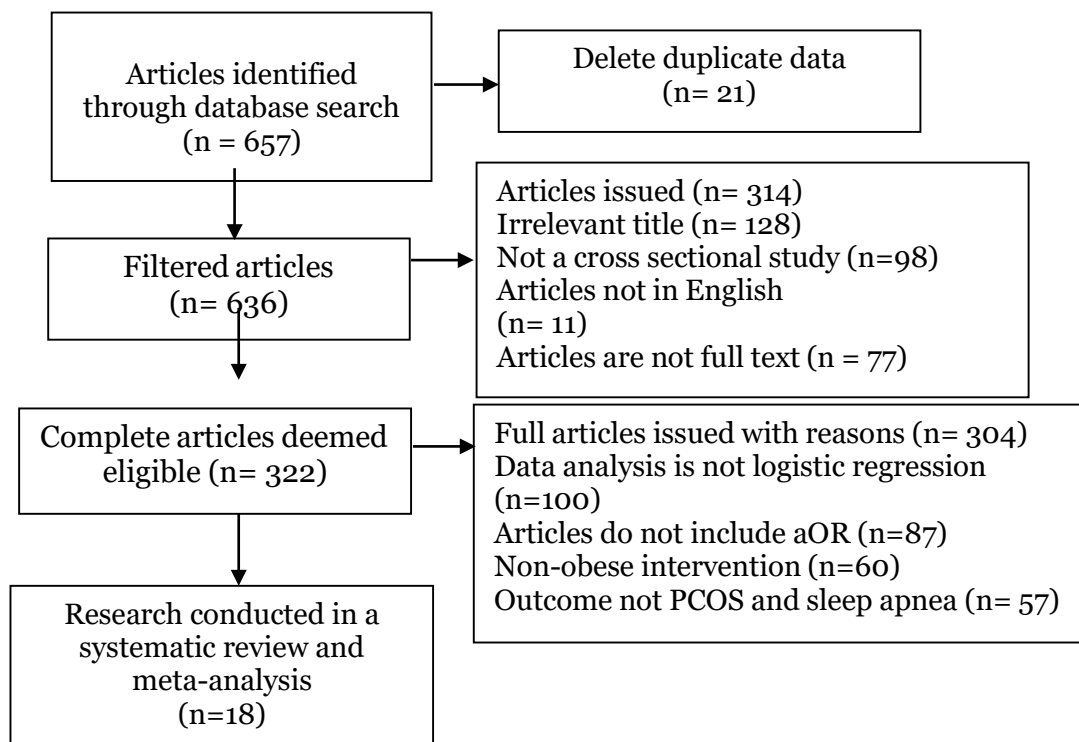 Articles identified
through database search
(n = 657)
Delete duplicate data
(n= 21)
Filtered articles
(n= 636)
Articles issued (n= 314)
Irrelevant title (n= 128)
Not a cross sectional study (n=98)
Articles not in English
(n= 11)
Articles are not full text (n = 77)
Complete articles deemed
eligible (n= 322)
Full articles issued with reasons (n= 304)
Data analysis is not logistic regression
(n=100)
Articles do not include aOR (n=87)
Non-obese intervention (n=60)
Outcome not PCOS and sleep apnea (n= 57)
Research conducted in a
systematic review and
meta-analysis
(n=18)